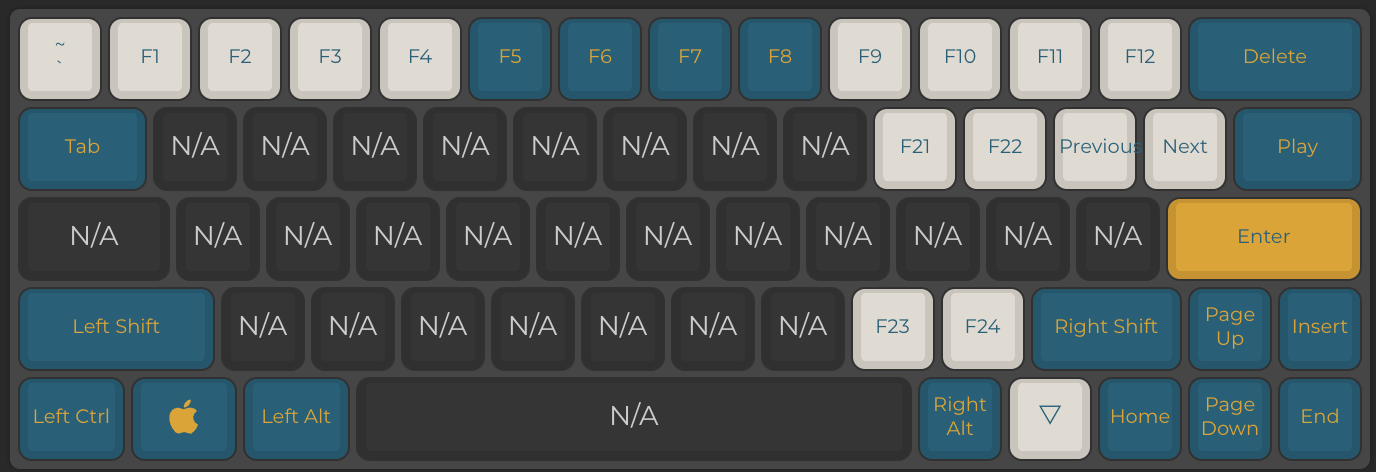 ~
`
F1
F2
F3
F4
F5
F6
F7
F8
F9
F10
F11
F12
Delete
Tab
N/A
N/A
N/A
N/A
N/A
N/A
N/A
N/A
F21
F22
Previous
Next
Play
N/A
N/A
N/A
N/A
N/A
N/A
N/A
N/A
N/A
N/A
N/A
N/A
Enter
Left Shift
N/A
N/A
N/A
N/A
N/A
N/A
N/A
F23
F24
Right Shift
Page
Up
Insert
Left Ctrl
Left Alt
N/A
Right
Alt
▽
Home
Page
Down
End